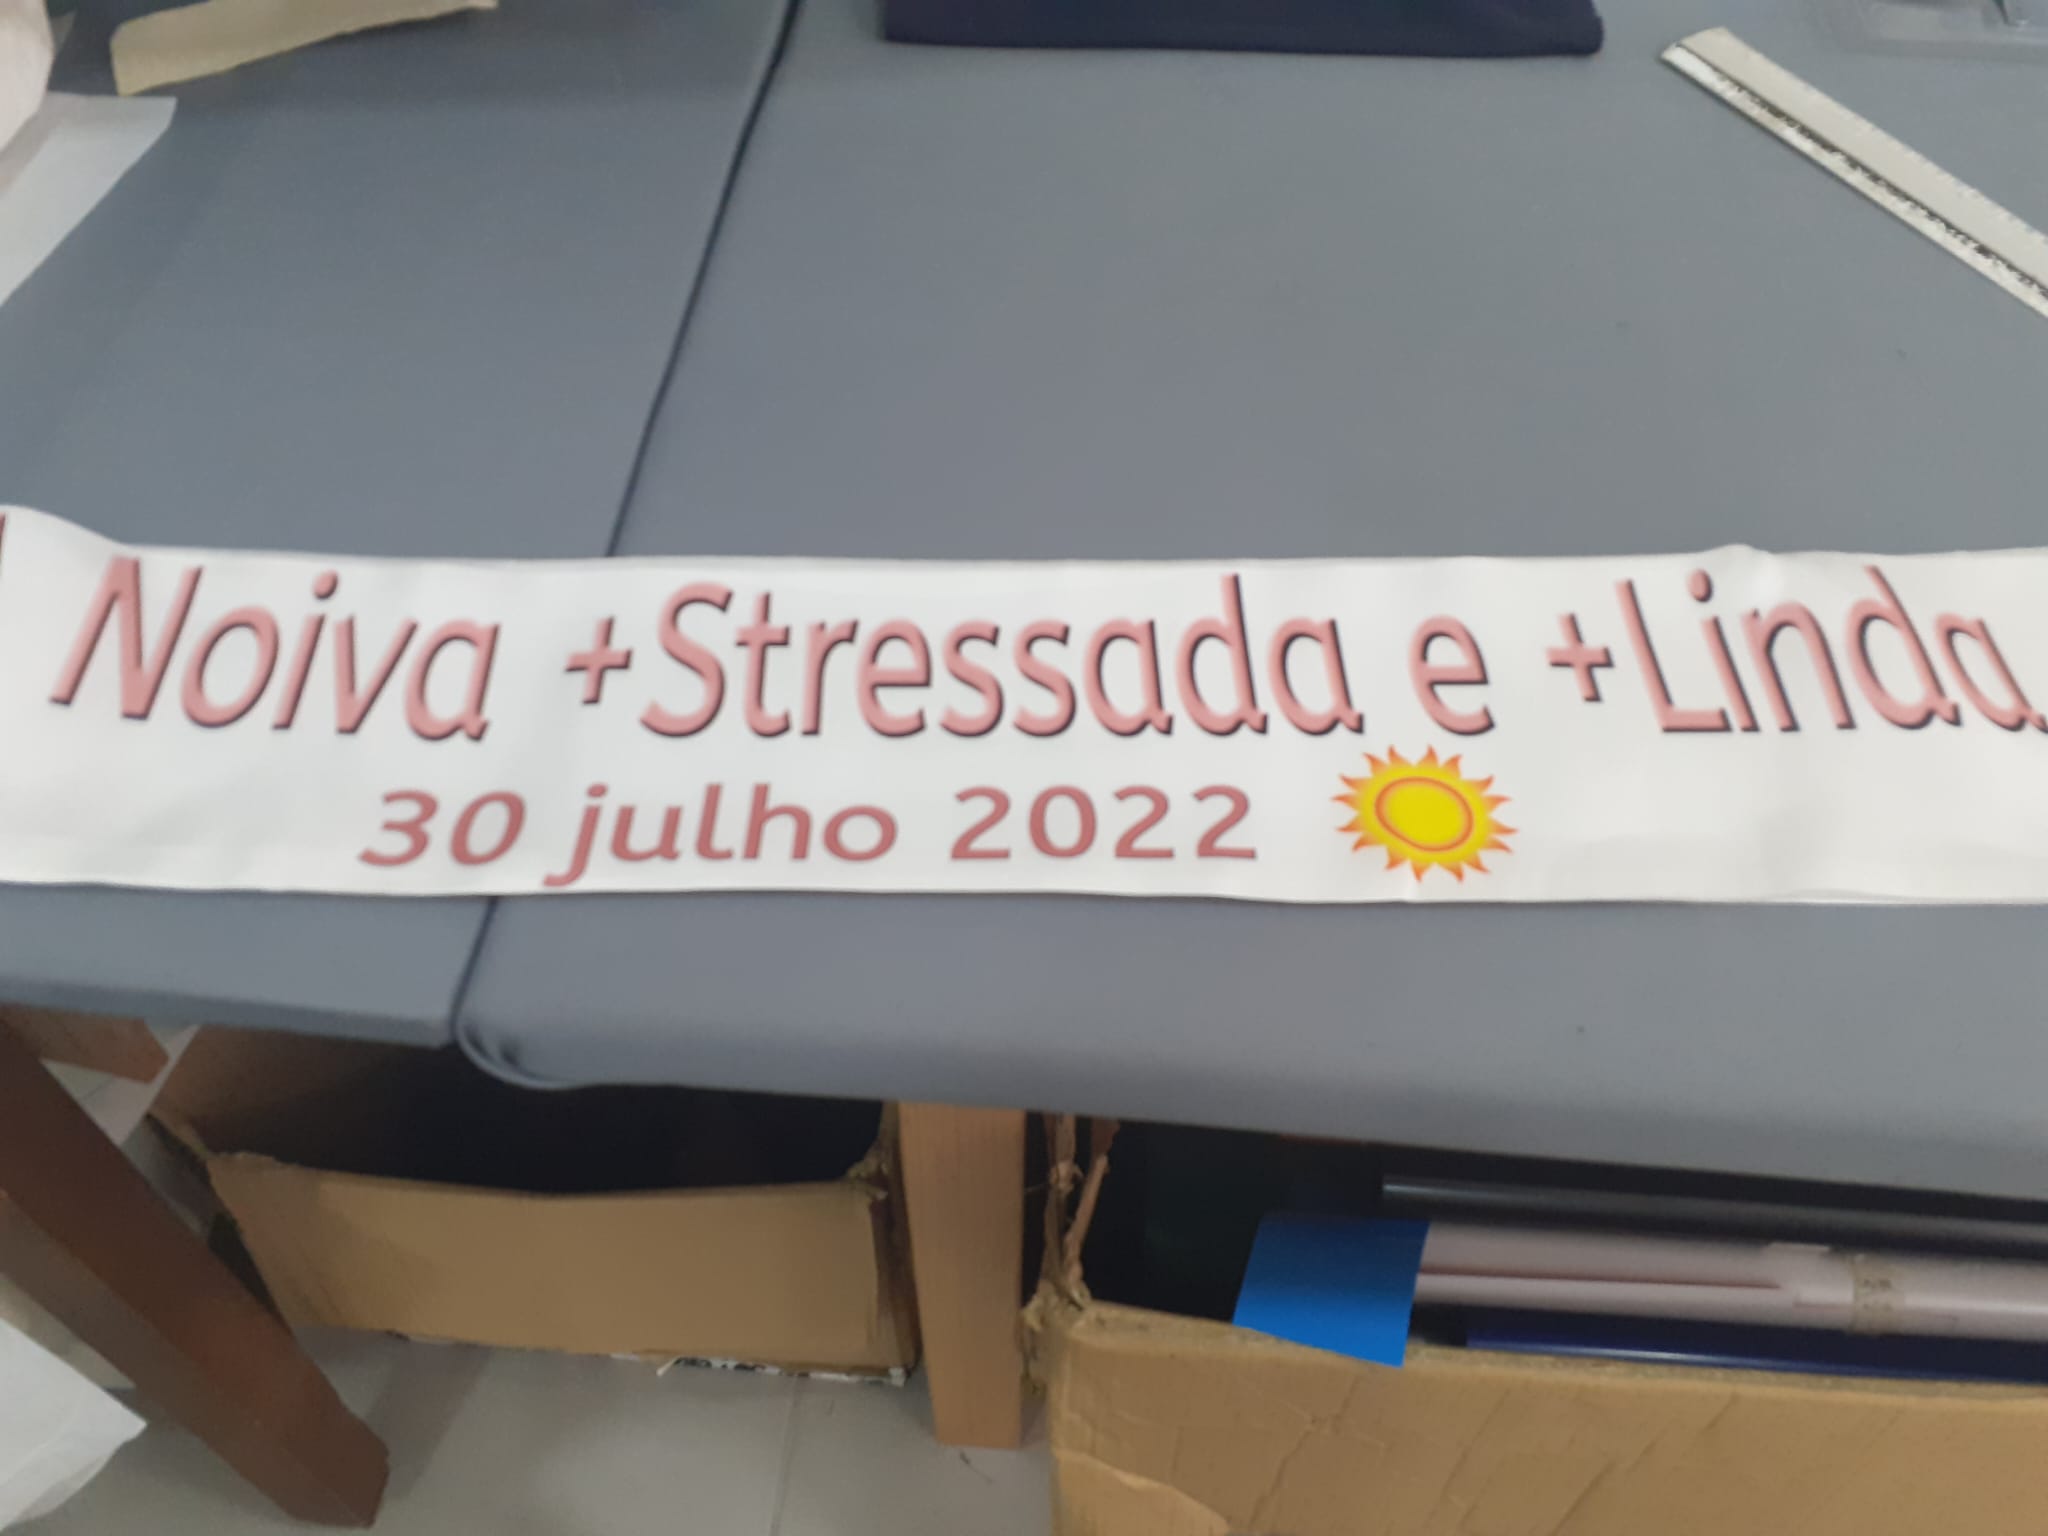 Noiva +Stressada e +Linda
30 julho 2022